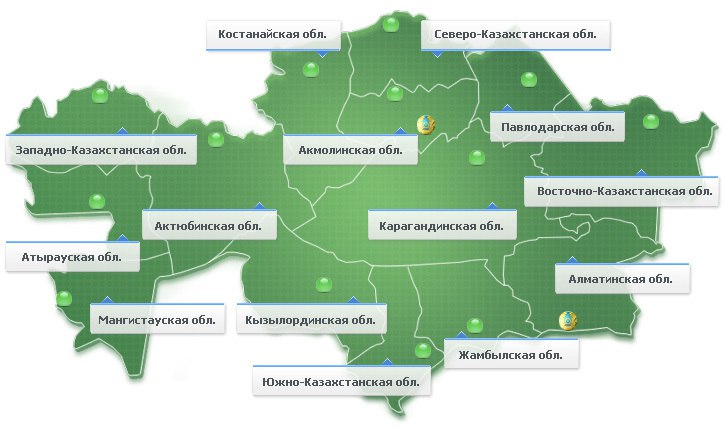 Костанайская обл.
Северо-Казахстанская обл.
Павлодарская обл.
Западно-Казахстанская обл.
Акмолинская обл.
Восточно-Казахстанская обл.
Актюбинская обл.
Карагандинская обл.
Атырауская обл.
Алматинская обл.
Мангистауская обл.
Кызылординская обл.
Жамбылская обл.
Южно-Казахстанская обл.